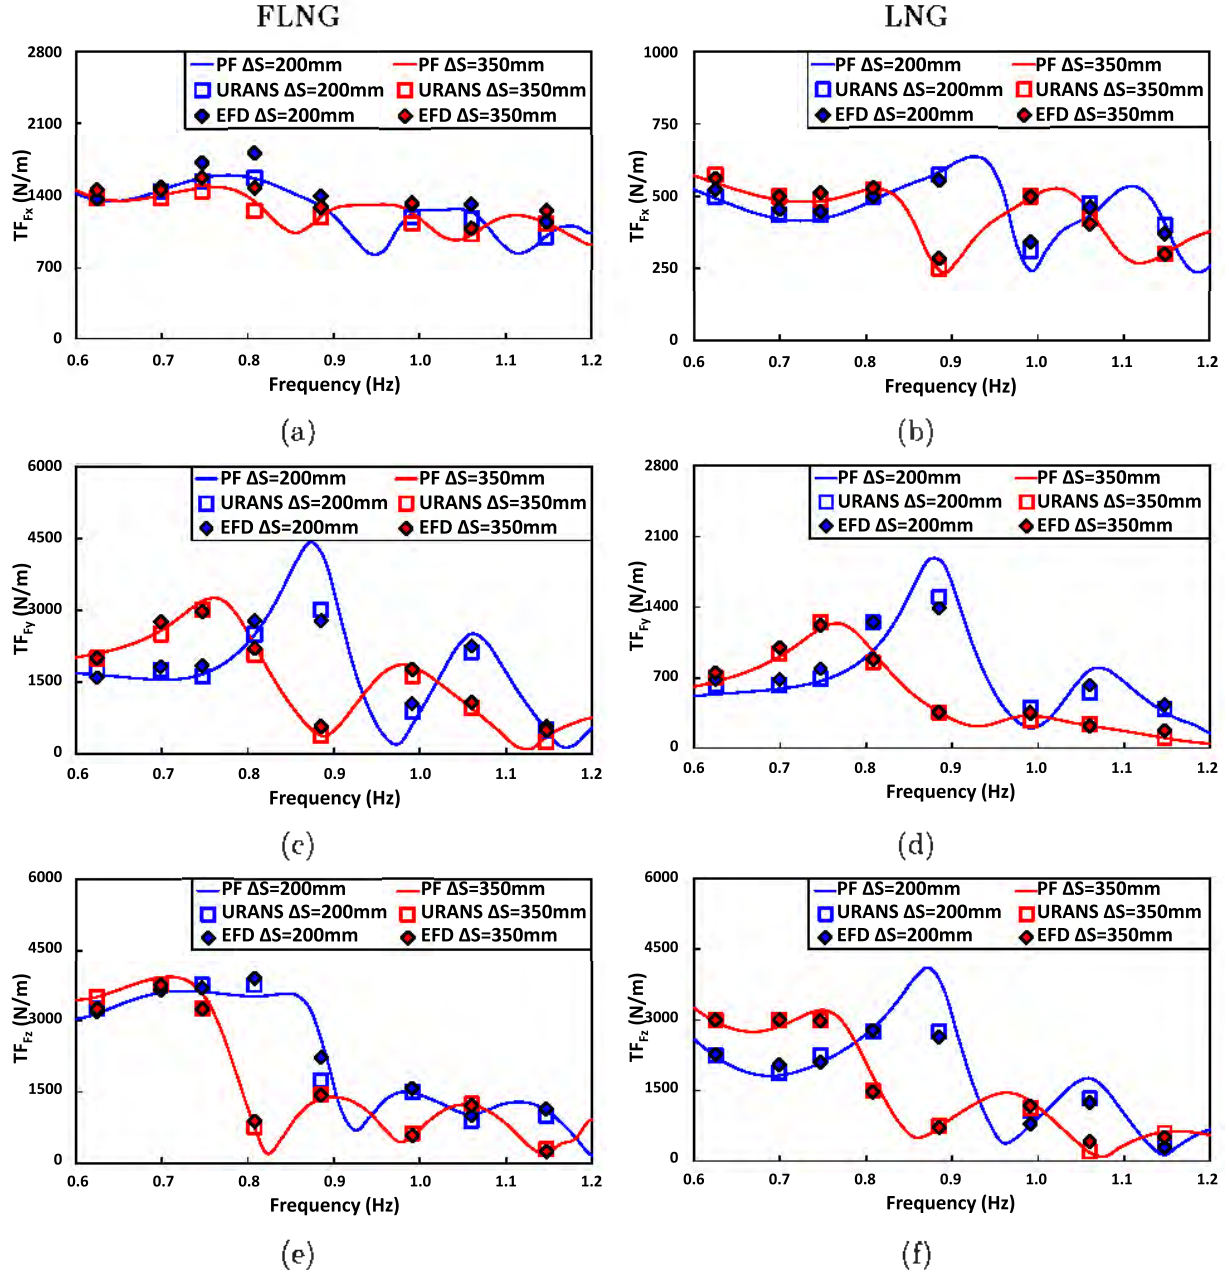 FLNG
LNG
2800
2100
1400
700
0
TF_Fx (N/m)
PF ΔS=200mm PF ΔS=350mm
URANS ΔS=200mm URANS ΔS=350mm
EFD ΔS=200mm EFD ΔS=350mm
0.6 0.7 0.8 0.9 1.0 1.1 1.2
Frequency (Hz)
(a)
1000
750
500
250
0
TF_Fx (N/m)
PF ΔS=200mm PF ΔS=350mm
URANS ΔS=200mm URANS ΔS=350mm
EFD ΔS=200mm EFD ΔS=350mm
0.6 0.7 0.8 0.9 1.0 1.1 1.2
Frequency (Hz)
(b)
6000
4500
3000
1500
0
TF_Fy (N/m)
PF ΔS=200mm PF ΔS=350mm
URANS ΔS=200mm URANS ΔS=350mm
EFD ΔS=200mm EFD ΔS=350mm
0.6 0.7 0.8 0.9 1.0 1.1 1.2
Frequency (Hz)
(c)
2800
2100
1400
700
0
TF_Fy (N/m)
PF ΔS=200mm PF ΔS=350mm
URANS ΔS=200mm URANS ΔS=350mm
EFD ΔS=200mm EFD ΔS=350mm
0.6 0.7 0.8 0.9 1.0 1.1 1.2
Frequency (Hz)
(d)
6000
4500
3000
1500
0
TF_Fz (N/m)
PF ΔS=200mm PF ΔS=350mm
URANS ΔS=200mm URANS ΔS=350mm
EFD ΔS=200mm EFD ΔS=350mm
0.6 0.7 0.8 0.9 1.0 1.1 1.2
Frequency (Hz)
(e)
6000
4500
3000
1500
0
TF_Fz (N/m)
PF ΔS=200mm PF ΔS=350mm
URANS ΔS=200mm URANS ΔS=350mm
EFD ΔS=200mm EFD ΔS=350mm
0.6 0.7 0.8 0.9 1.0 1.1 1.2
Frequency (Hz)
(f)